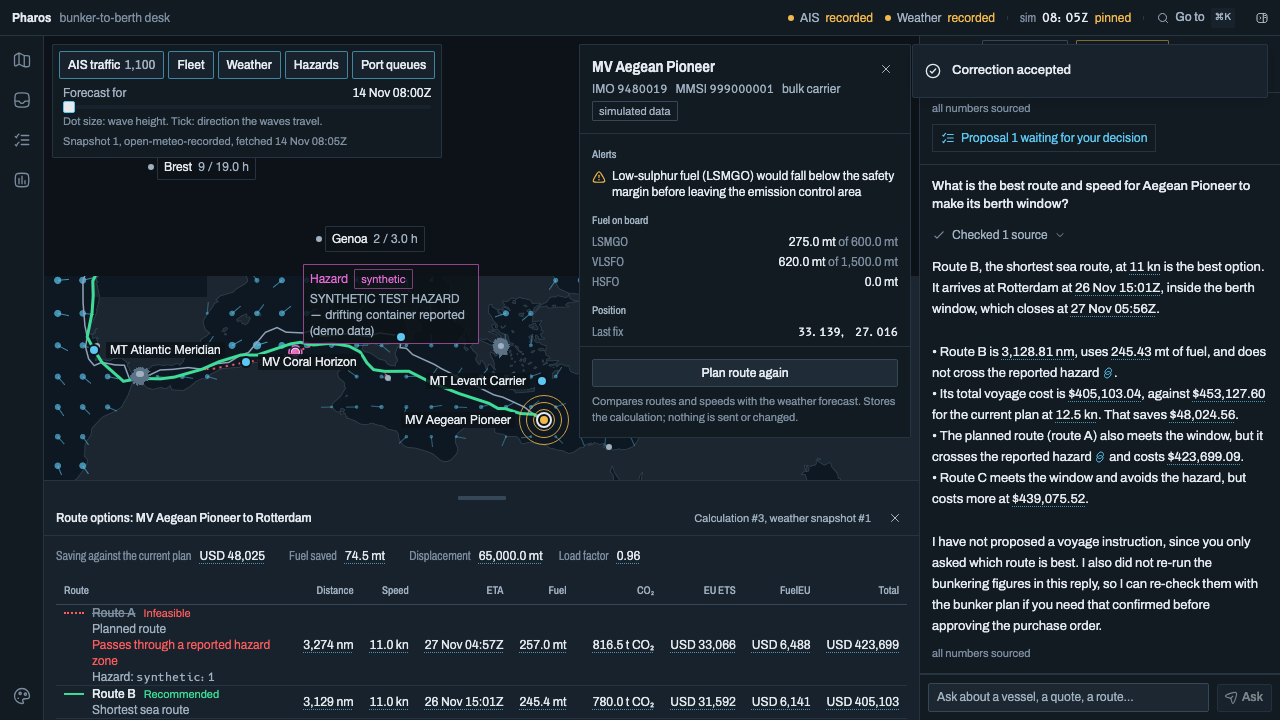 Pharos bunker-to-berth desk
AIS recorded Weather recorded sim 08:05Z pinned Go to ⌘K
AIS traffic 1,100 Fleet Weather Hazards Port queues
Forecast for 14 Nov 08:00Z
Dot size: wave height. Tick: direction the waves travel.
Snapshot 1, open-meteo-recorded, fetched 14 Nov 08:05Z
Brest 9 / 19.0 h
Genoa 2 / 3.0 h
Hazard synthetic
SYNTHETIC TEST HAZARD
— drifting container reported
(demo data)
MT Atlantic Meridian
MV Coral Horizon
MT Levant Carrier
MV Aegean Pioneer
MV Aegean Pioneer
IMO 9480019 MMSI 999000001 bulk carrier
simulated data
Alerts
Low-sulphur fuel (LSMGO) would fall below the safety
margin before leaving the emission control area
Fuel on board
LSMGO 275.0 mt of 600.0 mt
VLSFO 620.0 mt of 1,500.0 mt
HSFO 0.0 mt
Position
Last fix 33.139, 27.016
Plan route again
Compares routes and speeds with the weather forecast. Stores
the calculation; nothing is sent or changed.
Correction accepted
all numbers sourced
Proposal 1 waiting for your decision
What is the best route and speed for Aegean Pioneer to
make its berth window?
Checked 1 source
Route B, the shortest sea route, at 11 kn is the best option.
It arrives at Rotterdam at 26 Nov 15:01Z, inside the berth
window, which closes at 27 Nov 05:56Z.
• Route B is 3,128.81 nm, uses 245.43 mt of fuel, and does
not cross the reported hazard.
• Its total voyage cost is $405,103.04, against $453,127.60
for the current plan at 12.5 kn. That saves $48,024.56.
• The planned route (route A) also meets the window, but it
crosses the reported hazard and costs $423,699.09.
• Route C meets the window and avoids the hazard, but
costs more at $439,075.52.
I have not proposed a voyage instruction, since you only
asked which route is best. I also did not re-run the
bunkering figures in this reply, so I can re-check them with
the bunker plan if you need that confirmed before
approving the purchase order.
all numbers sourced
Ask about a vessel, a quote, a route... Ask
Route options: MV Aegean Pioneer to Rotterdam Calculation #3, weather snapshot #1
Saving against the current plan USD 48,025 Fuel saved 74.5 mt Displacement 65,000.0 mt Load factor 0.96
Route Distance Speed ETA Fuel CO₂ EU ETS FuelEU Total
Route A Infeasible
Planned route
Passes through a reported hazard
zone
Hazard: synthetic:1
3,274 nm 11.0 kn 27 Nov 04:57Z 257.0 mt 816.5 t CO₂ USD 33,066 USD 6,488 USD 423,699
Route B Recommended
Shortest sea route
3,129 nm 11.0 kn 26 Nov 15:01Z 245.4 mt 780.0 t CO₂ USD 31,592 USD 6,141 USD 405,103